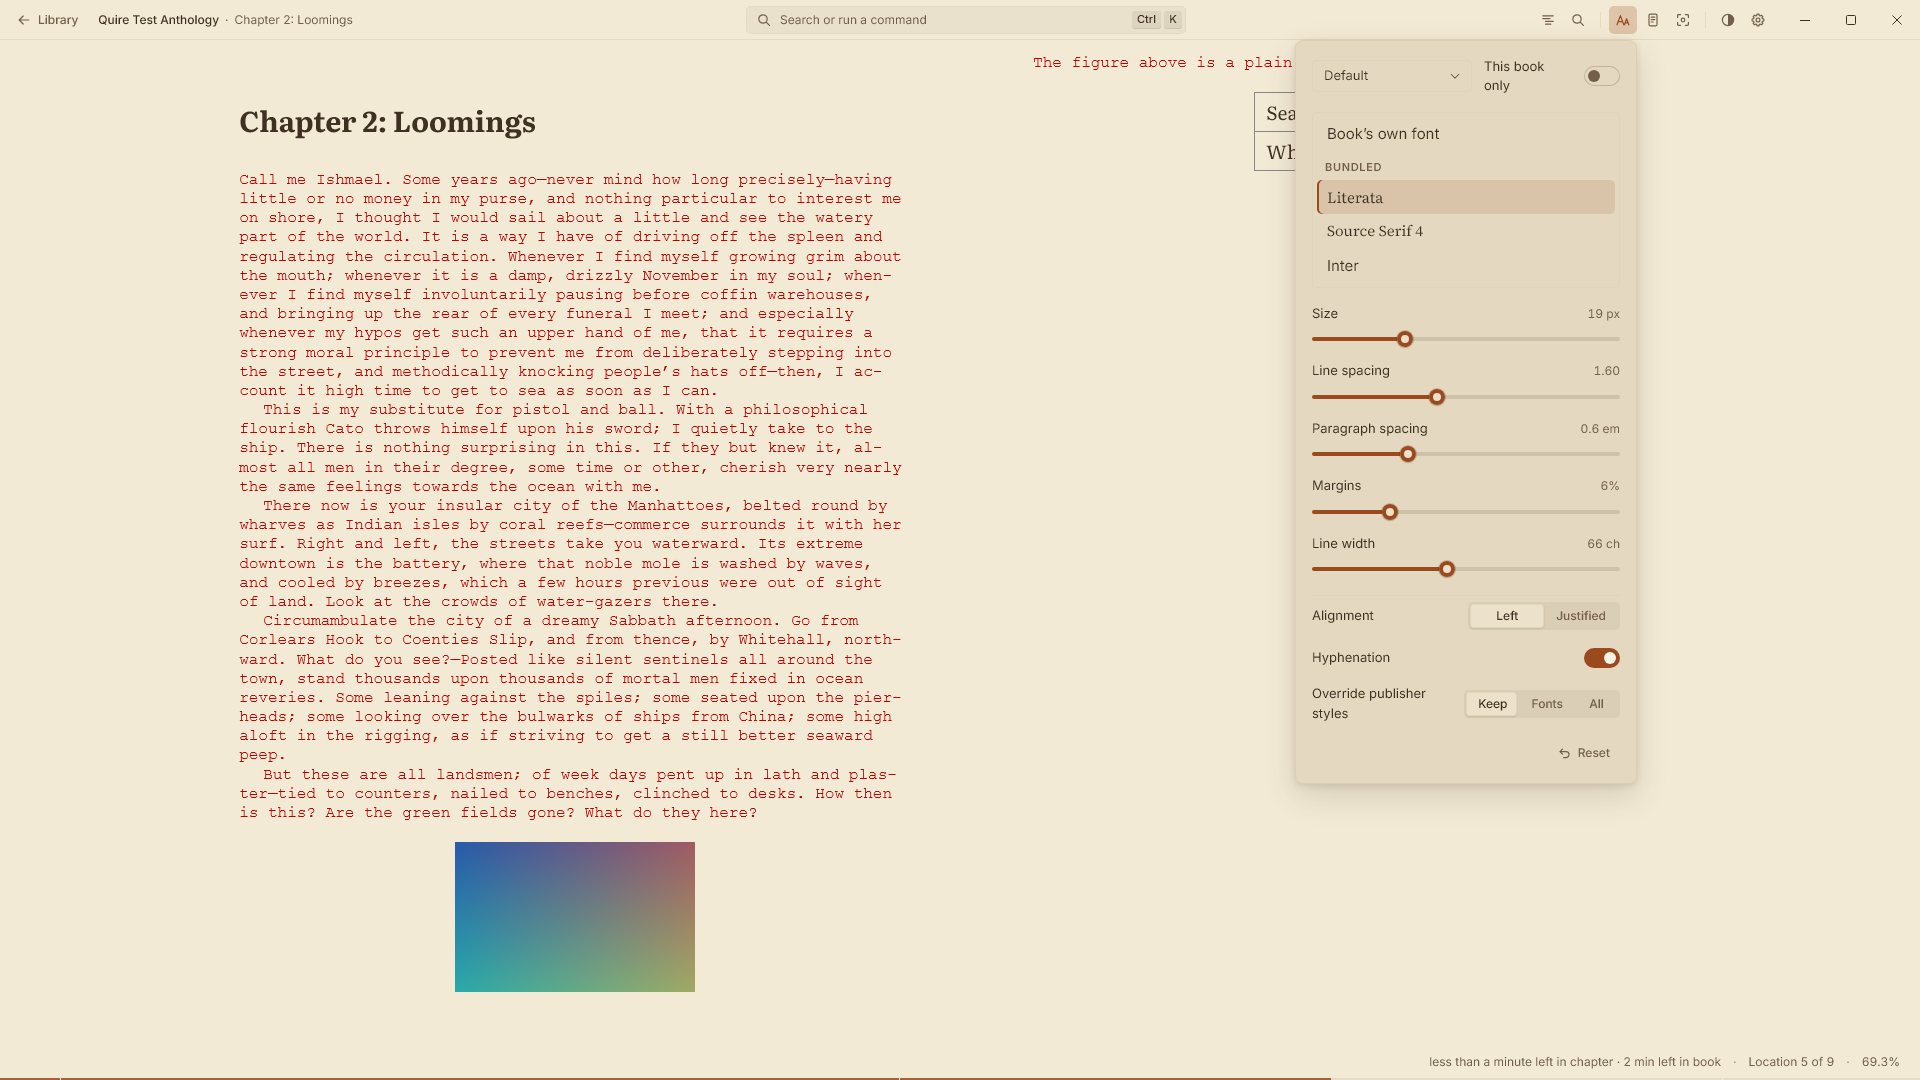 Library
Quire Test Anthology · Chapter 2: Loomings
Search or run a command
Ctrl K
Chapter 2: Loomings
Call me Ishmael. Some years ago—never mind how long precisely—having
little or no money in my purse, and nothing particular to interest me
on shore, I thought I would sail about a little and see the watery
part of the world. It is a way I have of driving off the spleen and
regulating the circulation. Whenever I find myself growing grim about
the mouth; whenever it is a damp, drizzly November in my soul; when-
ever I find myself involuntarily pausing before coffin warehouses,
and bringing up the rear of every funeral I meet; and especially
whenever my hypos get such an upper hand of me, that it requires a
strong moral principle to prevent me from deliberately stepping into
the street, and methodically knocking people’s hats off—then, I ac-
count it high time to get to sea as soon as I can.
This is my substitute for pistol and ball. With a philosophical
flourish Cato throws himself upon his sword; I quietly take to the
ship. There is nothing surprising in this. If they but knew it, al-
most all men in their degree, some time or other, cherish very nearly
the same feelings towards the ocean with me.
There now is your insular city of the Manhattoes, belted round by
wharves as Indian isles by coral reefs—commerce surrounds it with her
surf. Right and left, the streets take you waterward. Its extreme
downtown is the battery, where that noble mole is washed by waves,
and cooled by breezes, which a few hours previous were out of sight
of land. Look at the crowds of water-gazers there.
Circumambulate the city of a dreamy Sabbath afternoon. Go from
Corlears Hook to Coenties Slip, and from thence, by Whitehall, north-
ward. What do you see?—Posted like silent sentinels all around the
town, stand thousands upon thousands of mortal men fixed in ocean
reveries. Some leaning against the spiles; some seated upon the pier-
heads; some looking over the bulwarks of ships from China; some high
aloft in the rigging, as if striving to get a still better seaward
peep.
But these are all landsmen; of week days pent up in lath and plas-
ter—tied to counters, nailed to benches, clinched to desks. How then
is this? Are the green fields gone? What do they here?
The figure above is a plain
Sea
Wh
Default
This book
only
Book’s own font
BUNDLED
Literata
Source Serif 4
Inter
Size 19 px
Line spacing 1.60
Paragraph spacing 0.6 em
Margins 6%
Line width 66 ch
Alignment Left Justified
Hyphenation
Override publisher
styles
Keep Fonts All
Reset
less than a minute left in chapter · 2 min left in book · Location 5 of 9 · 69.3%